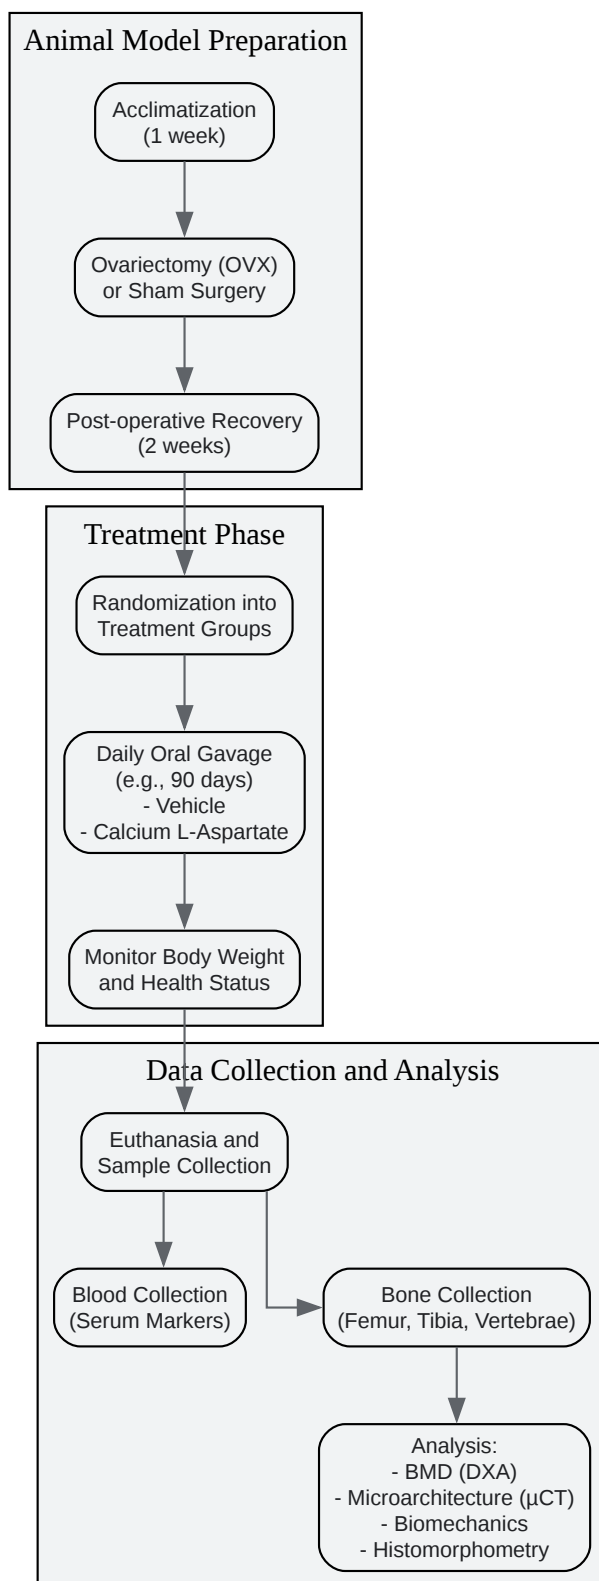 Animal Model Preparation
Acclimatization
(1 week)
Ovariectomy (OVX)
or Sham Surgery
Post-operative Recovery
(2 weeks)
Treatment Phase
Randomization into
Treatment Groups
Daily Oral Gavage
(e.g., 90 days)
- Vehicle
- Calcium L-Aspartate
Monitor Body Weight
and Health Status
Data Collection and Analysis
Euthanasia and
Sample Collection
Blood Collection
(Serum Markers)
Bone Collection
(Femur, Tibia, Vertebrae)
Analysis:
- BMD (DXA)
- Microarchitecture (µCT)
- Biomechanics
- Histomorphometry